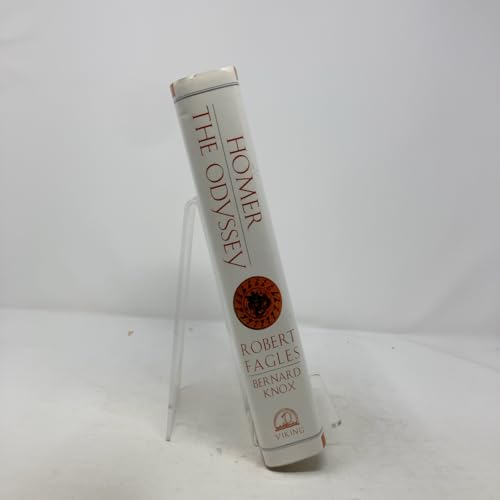 HOMER
THE ODYSSEY
ROBERT
FAGLES
BERNARD
KNOX
VIKING